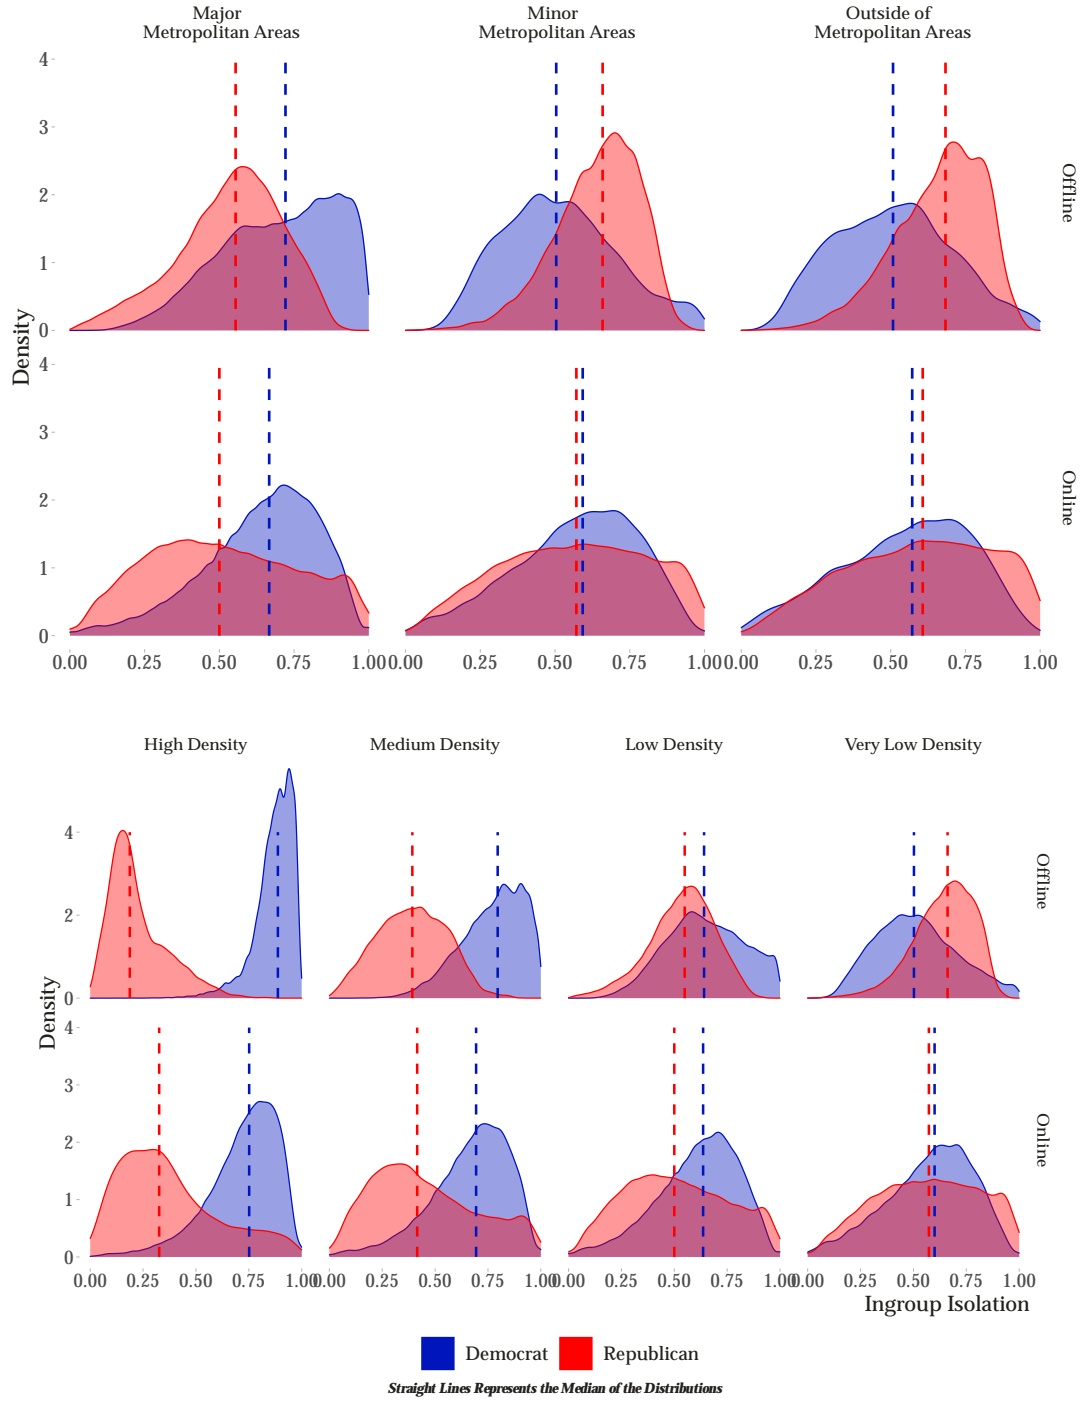 Major
Metropolitan Areas
Minor
Metropolitan Areas
Outside of
Metropolitan Areas
4
3
2
1
0
Offline
Density
4
3
2
1
0
Online
0.00 0.25 0.50 0.75 1.00 0.00 0.25 0.50 0.75 1.00 0.00 0.25 0.50 0.75 1.00
High Density Medium Density Low Density Very Low Density
4
2
0
Offline
Density
4
3
2
1
0
Online
0.00 0.25 0.50 0.75 1.00 0.00 0.25 0.50 0.75 1.00 0.00 0.25 0.50 0.75 1.00 0.00 0.25 0.50 0.75 1.00
Ingroup Isolation
Democrat Republican
Straight Lines Represents the Median of the Distributions